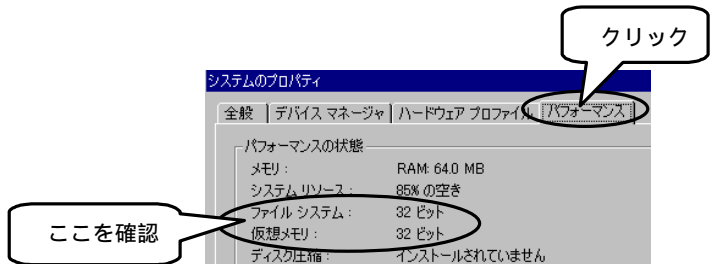 クリック
システムのプロパティ
全般 デバイス マネージャ ハードウェア プロファイル パフォーマンス
パフォーマンスの状態
メモリ : RAM: 64.0 MB
システム リソース : 85% の空き
ファイル システム : 32 ビット
仮想メモリ : 32 ビット
ここを確認
ディスク圧縮 : インストールされていません